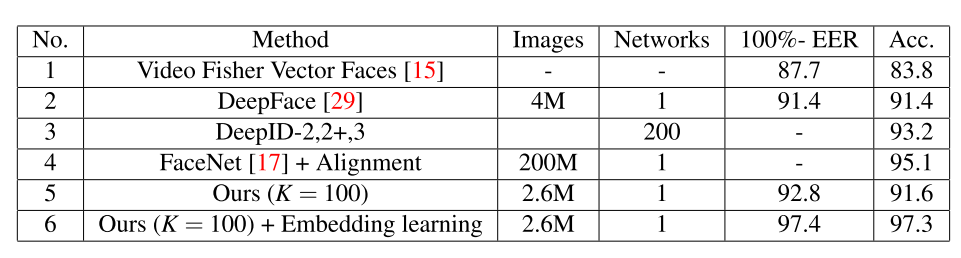 No. Method Images Networks 100%- EER Acc.
1 Video Fisher Vector Faces [15] - - 87.7 83.8
2 DeepFace [29] 4M 1 91.4 91.4
3 DeepID-2,2+,3 200 - 93.2
4 FaceNet [17] + Alignment 200M 1 - 95.1
5 Ours (K = 100) 2.6M 1 92.8 91.6
6 Ours (K = 100) + Embedding learning 2.6M 1 97.4 97.3